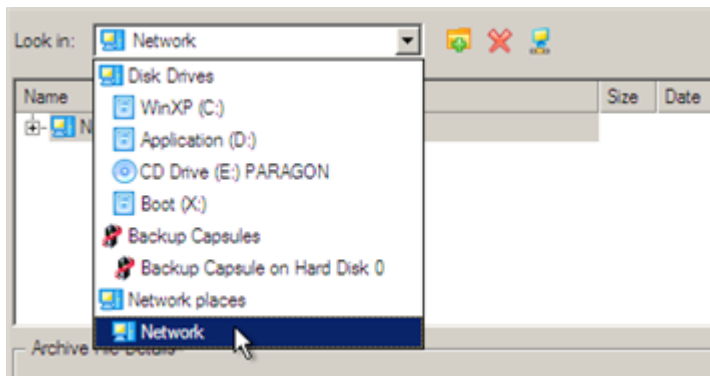 Look in: Network
Disk Drives
Name Size Date
WinXP (C:)
N
Application (D:)
CD Drive (E:) PARAGON
Boot (X:)
Backup Capsules
Backup Capsule on Hard Disk 0
Network places
Network
Archive File Details